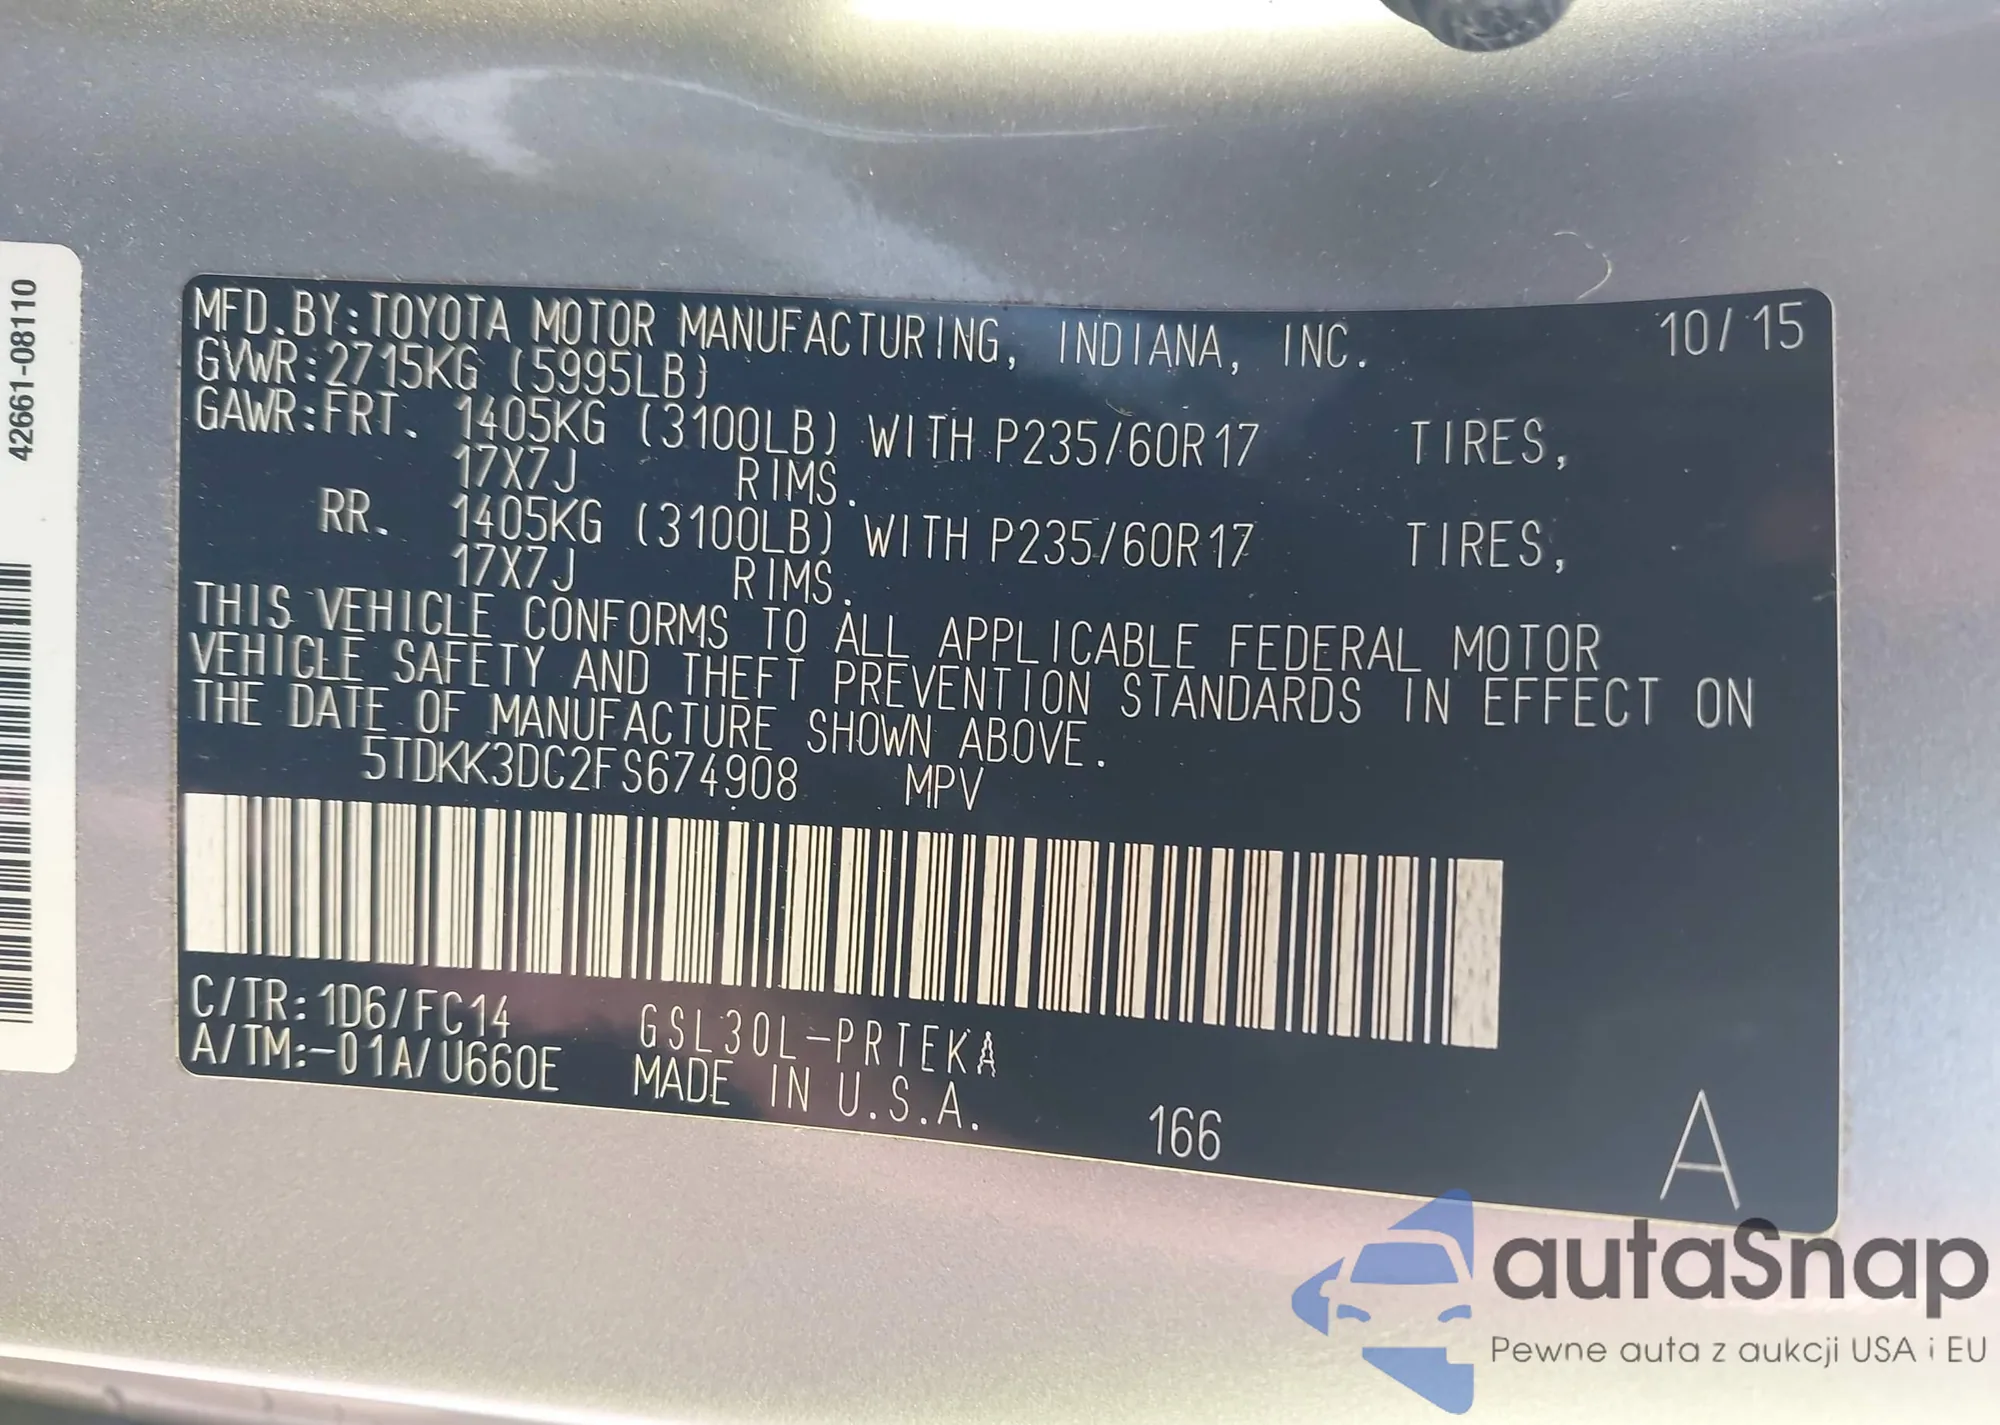 42661-08110
MFD.BY:TOYOTA MOTOR MANUFACTURING, INDIANA, INC. 10/15
GVWR:2715KG (5995LB)
GAWR:FRT. 1405KG (3100LB) WITH P235/60R17 TIRES,
17X7J RIMS.
RR. 1405KG (3100LB) WITH P235/60R17 TIRES,
17X7J RIMS.
THIS VEHICLE CONFORMS TO ALL APPLICABLE FEDERAL MOTOR
VEHICLE SAFETY AND THEFT PREVENTION STANDARDS IN EFFECT ON
THE DATE OF MANUFACTURE SHOWN ABOVE.
5TDKK3DC2FS674908 MPV
C/TR:1D6/FC14 GSL30L-PRTEKA
A/TM:-01A/U660E MADE IN U.S.A.
166
A
autaSnap
Pewne auta z aukcji USA i EU